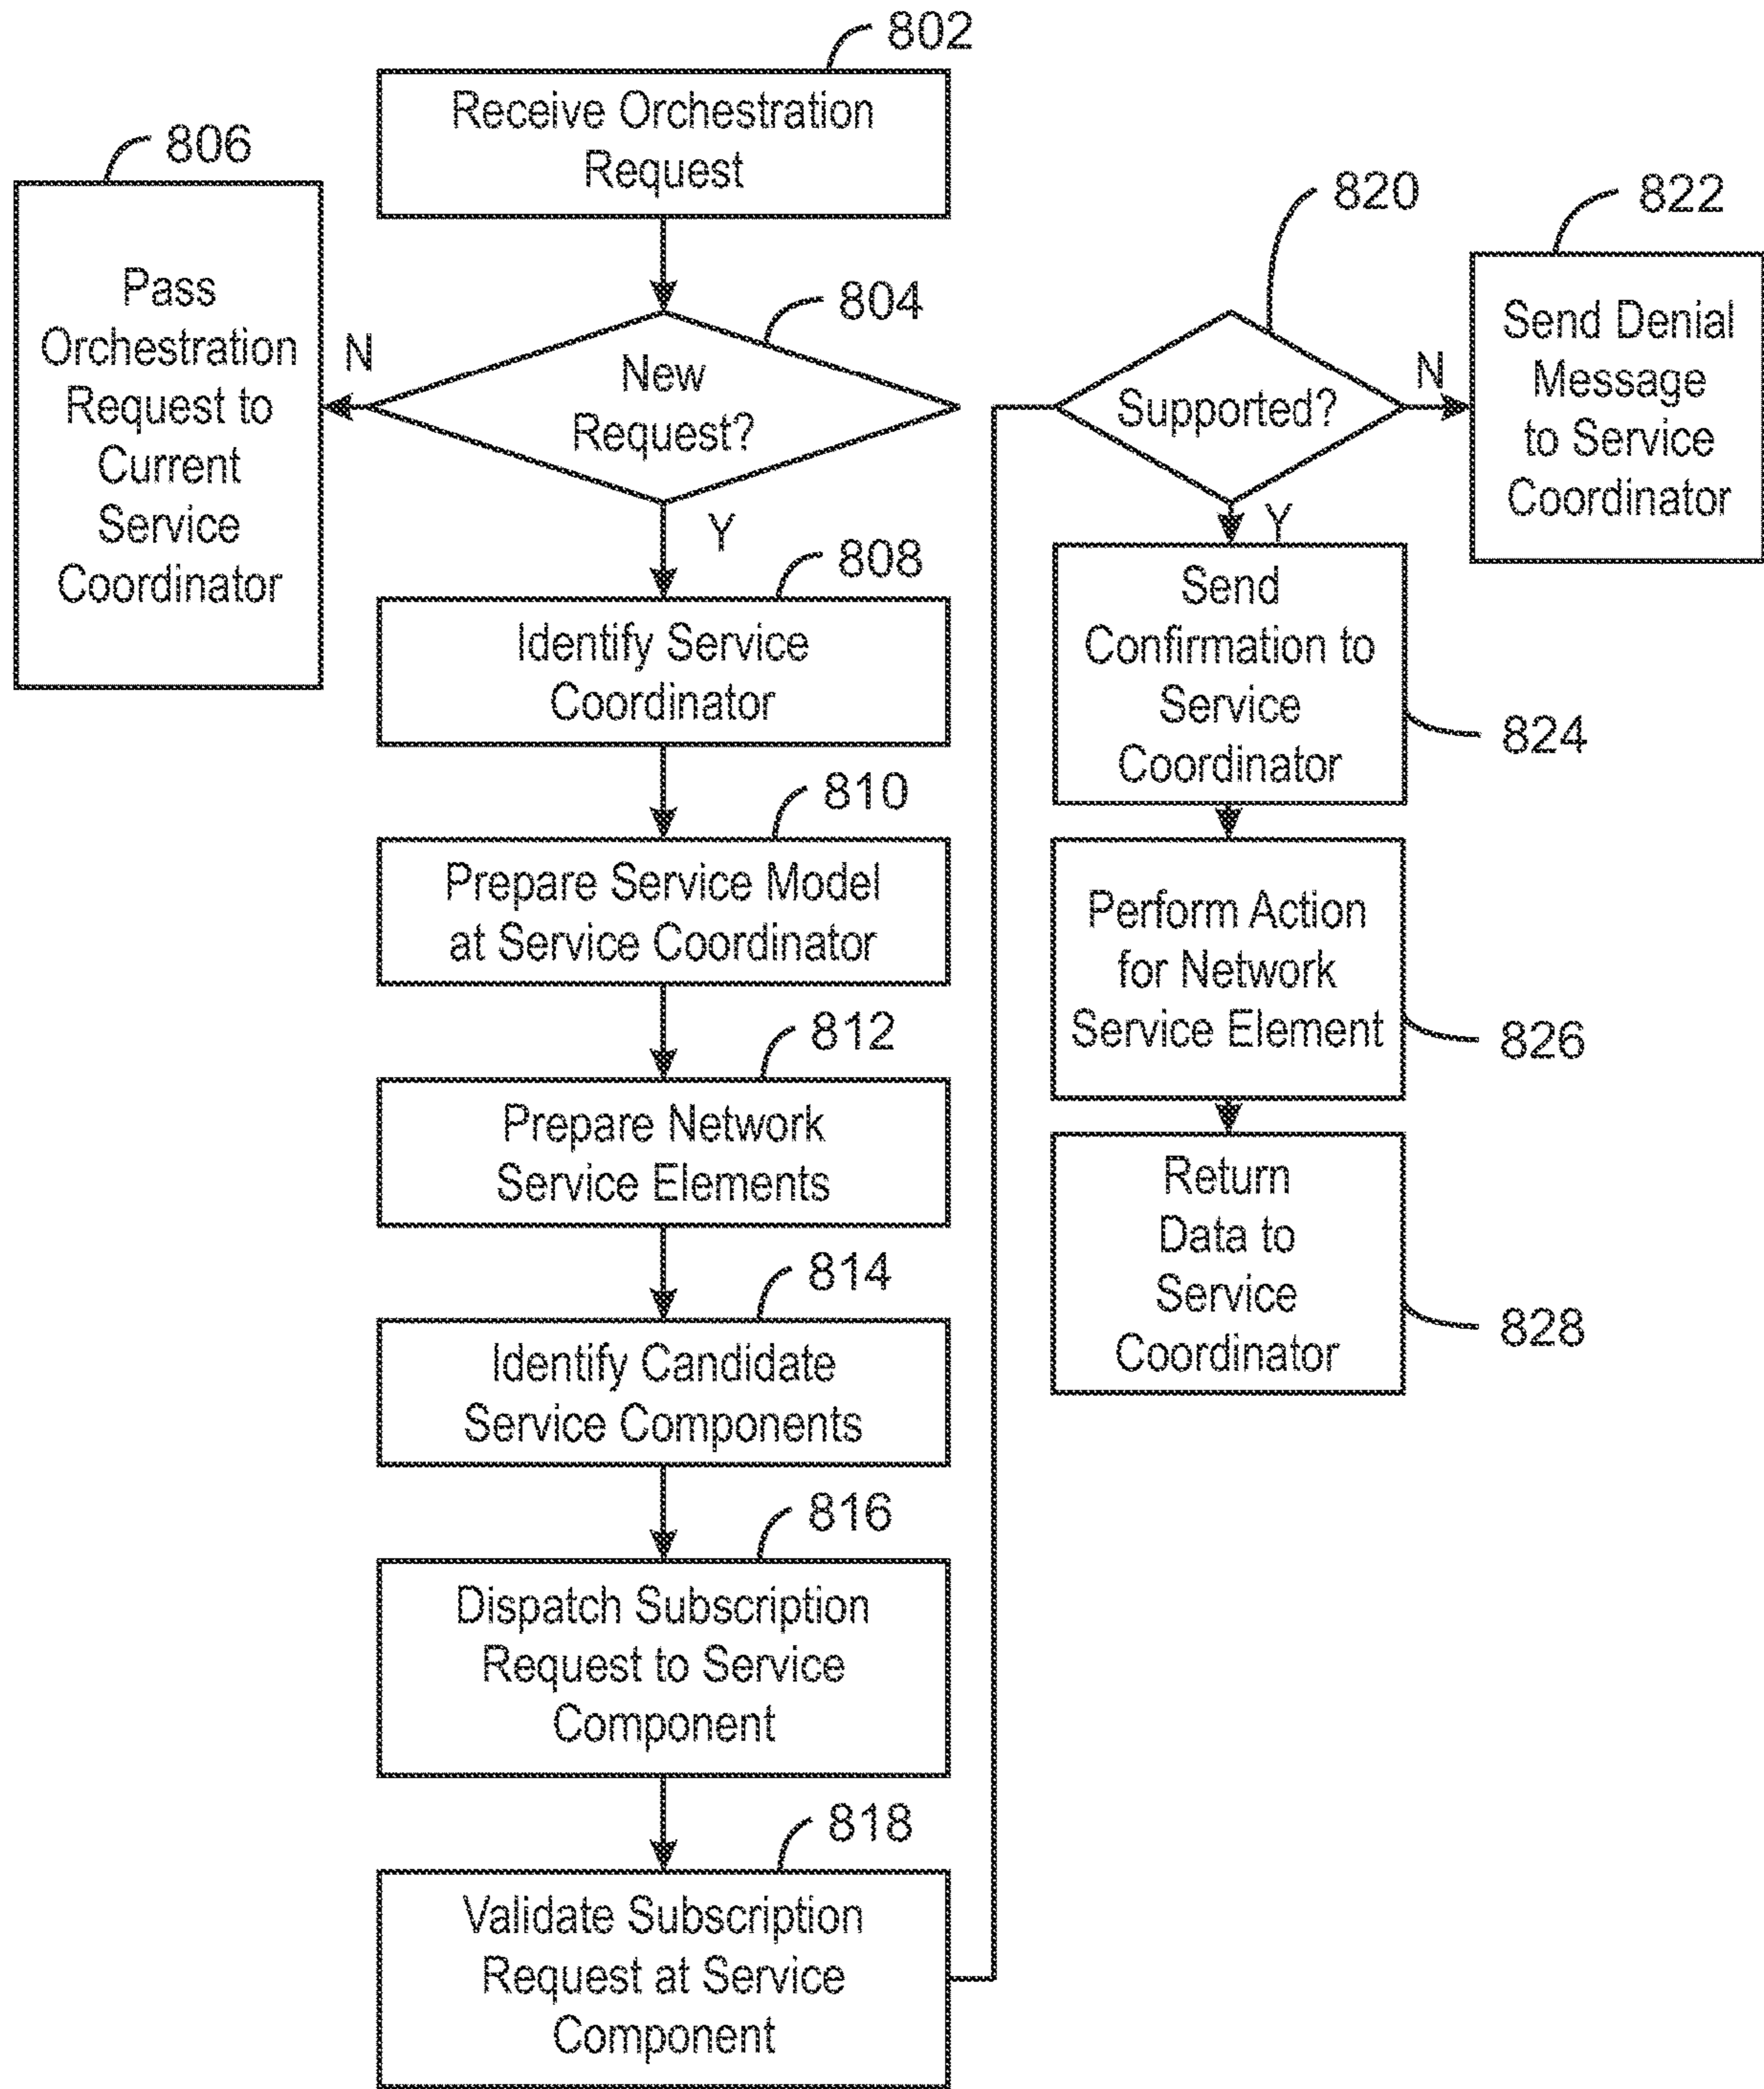 802
Receive Orchestration
Request
806
Pass
Orchestration
Request to
Current
Service
Coordinator
N
804
New
Request?
Y
808
Identify Service
Coordinator
810
Prepare Service Model
at Service Coordinator
812
Prepare Network
Service Elements
814
Identify Candidate
Service Components
816
Dispatch Subscription
Request to Service
Component
818
Validate Subscription
Request at Service
Component
820
Supported?
N
822
Send Denial
Message
to Service
Coordinator
Y
Send
Confirmation to
Service
Coordinator
824
Perform Action
for Network
Service Element
826
Return
Data to
Service
Coordinator
828